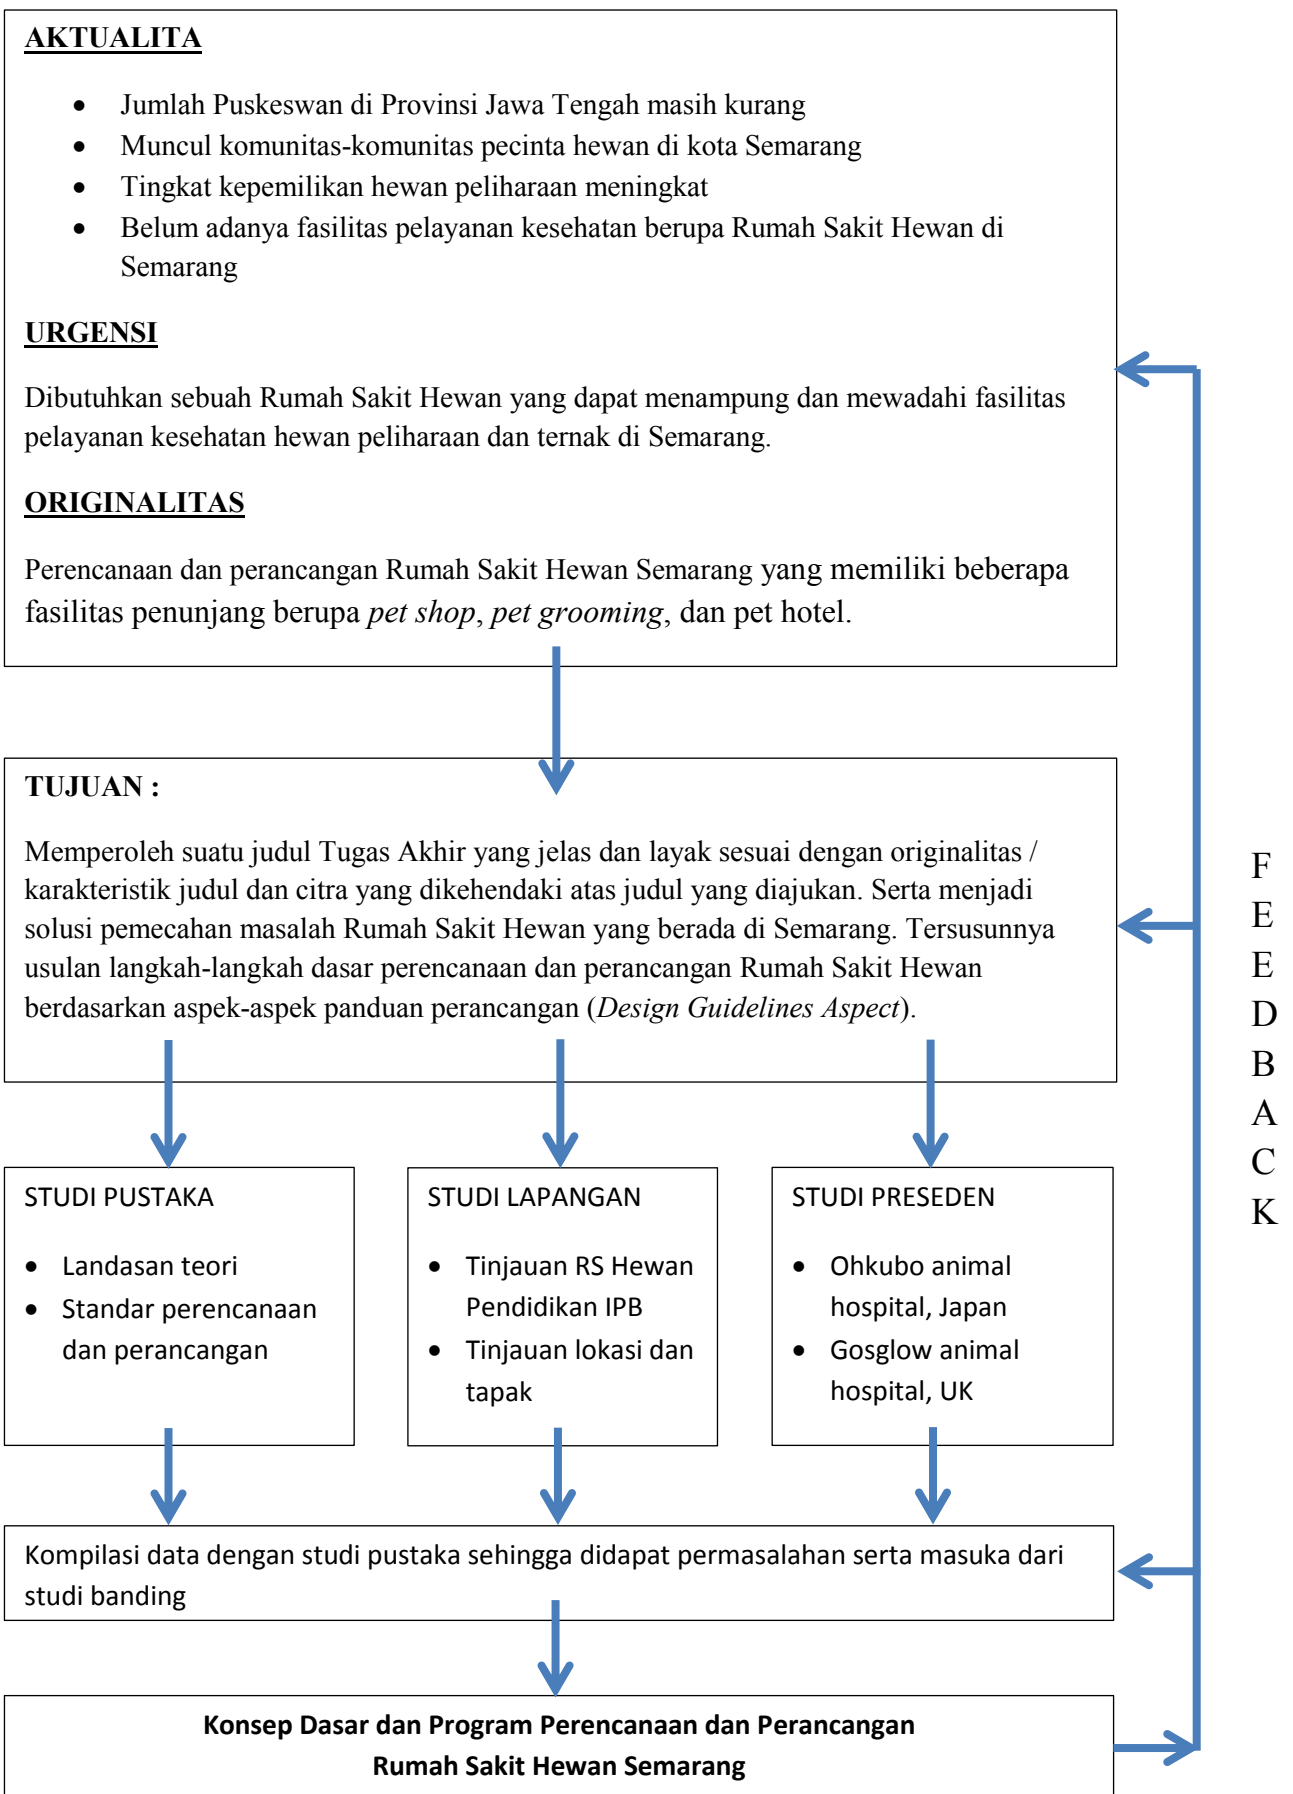 AKTUALITA
• Jumlah Puskeswan di Provinsi Jawa Tengah masih kurang
• Muncul komunitas-komunitas pecinta hewan di kota Semarang
• Tingkat kepemilikan hewan peliharaan meningkat
• Belum adanya fasilitas pelayanan kesehatan berupa Rumah Sakit Hewan di
Semarang
URGENSI
Dibutuhkan sebuah Rumah Sakit Hewan yang dapat menampung dan mewadahi fasilitas
pelayanan kesehatan hewan peliharaan dan ternak di Semarang.
ORIGINALITAS
Perencanaan dan perancangan Rumah Sakit Hewan Semarang yang memiliki beberapa
fasilitas penunjang berupa pet shop, pet grooming, dan pet hotel.
TUJUAN :
Memperoleh suatu judul Tugas Akhir yang jelas dan layak sesuai dengan originalitas /
karakteristik judul dan citra yang dikehendaki atas judul yang diajukan. Serta menjadi
solusi pemecahan masalah Rumah Sakit Hewan yang berada di Semarang. Tersusunnya
usulan langkah-langkah dasar perencanaan dan perancangan Rumah Sakit Hewan
berdasarkan aspek-aspek panduan perancangan (Design Guidelines Aspect).
STUDI PUSTAKA
• Landasan teori
• Standar perencanaan
dan perancangan
STUDI LAPANGAN
• Tinjauan RS Hewan
Pendidikan IPB
• Tinjauan lokasi dan
tapak
STUDI PRESEDEN
• Ohkubo animal
hospital, Japan
• Gosglow animal
hospital, UK
Kompilasi data dengan studi pustaka sehingga didapat permasalahan serta masuka dari
studi banding
Konsep Dasar dan Program Perencanaan dan Perancangan
Rumah Sakit Hewan Semarang
F
E
E
D
B
A
C
K